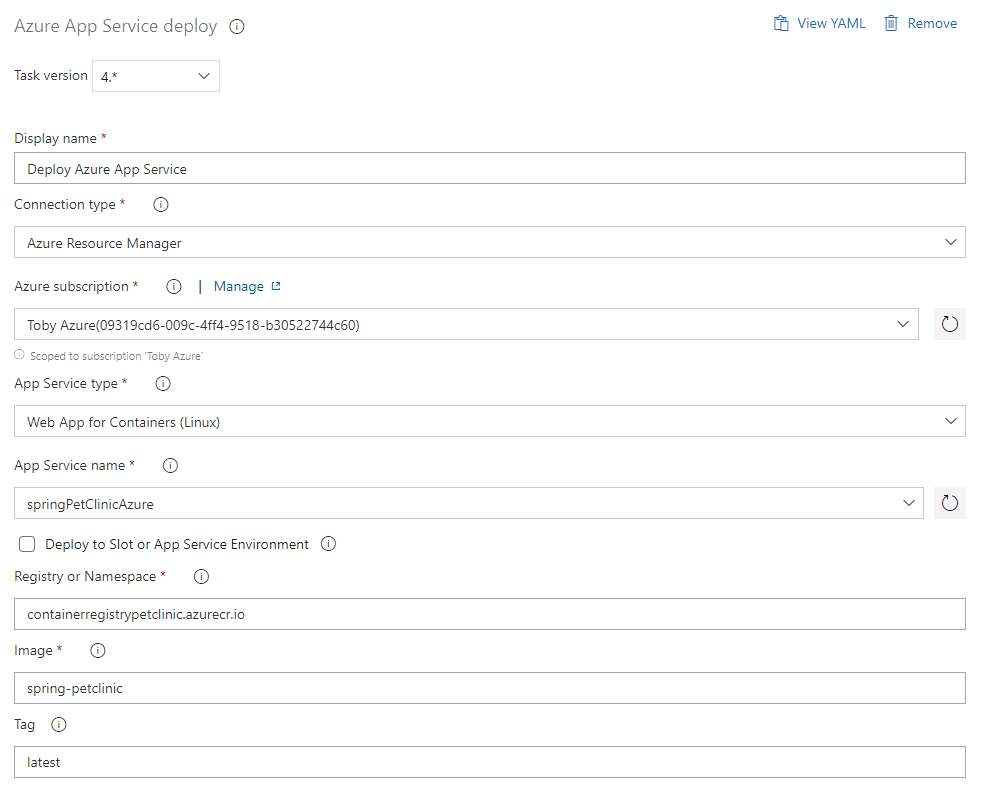 Azure App Service deploy
View YAML
Remove
Task version 4.*
Display name *
Deploy Azure App Service
Connection type *
Azure Resource Manager
Azure subscription * | Manage
Toby Azure(09319cd6-009c-4ff4-9518-b30522744c60)
Scoped to subscription 'Toby Azure'
App Service type *
Web App for Containers (Linux)
App Service name *
springPetClinicAzure
Deploy to Slot or App Service Environment
Registry or Namespace *
containerregistrypetclinic.azurecr.io
Image *
spring-petclinic
Tag
latest